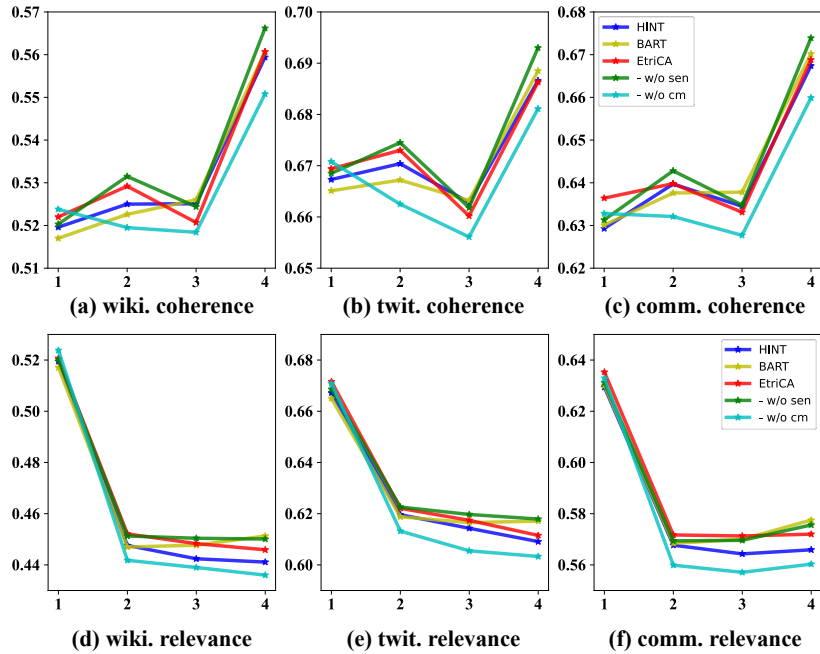 0.57
0.56
0.55
0.54
0.53
0.52
0.51
1 2 3 4
(a) wiki. coherence
0.70
0.69
0.68
0.67
0.66
0.65
1 2 3 4
(b) twit. coherence
0.68
0.67
0.66
0.65
0.64
0.63
0.62
HINT
BART
EtriCA
- w/o sen
- w/o cm
1 2 3 4
(c) comm. coherence
0.52
0.50
0.48
0.46
0.44
1 2 3 4
(d) wiki. relevance
0.68
0.66
0.64
0.62
0.60
1 2 3 4
(e) twit. relevance
0.64
0.62
0.60
0.58
0.56
HINT
BART
EtriCA
- w/o sen
- w/o cm
1 2 3 4
(f) comm. relevance